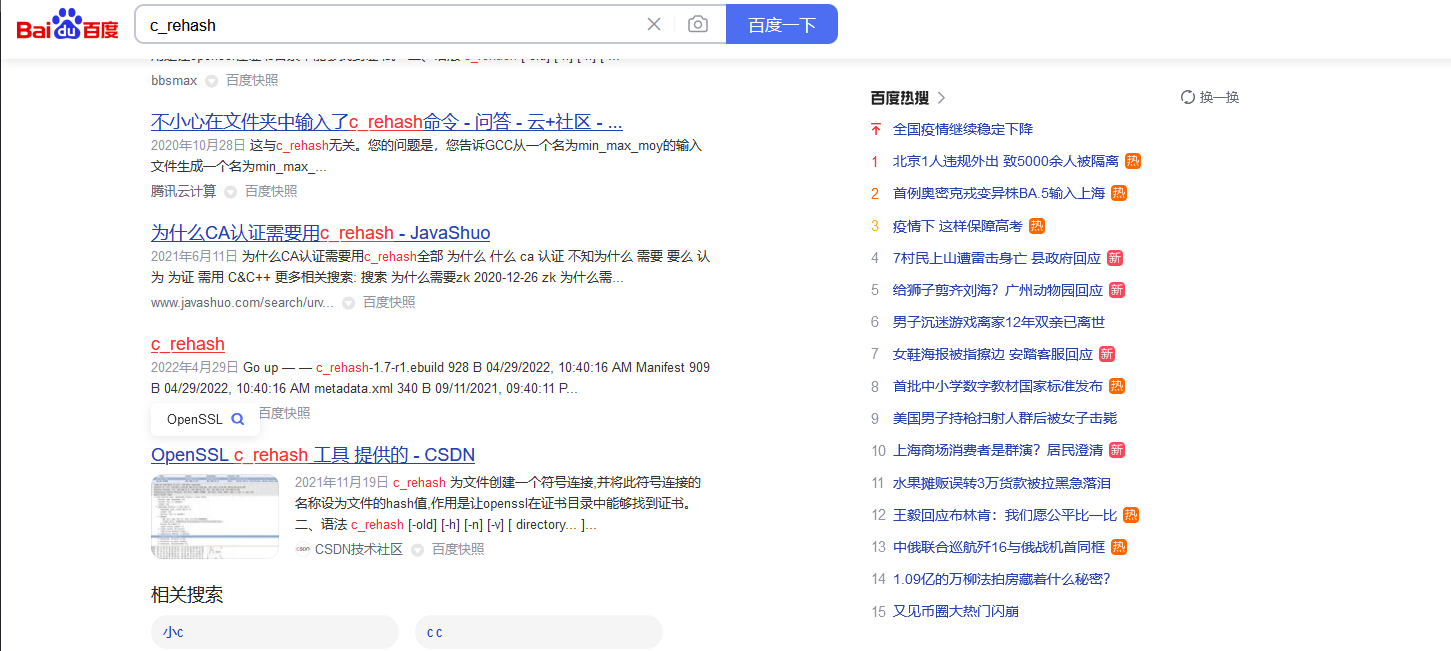 Bai du 百度
c_rehash
百度一下
bbsmax 百度快照
不小心在文件夹中输入了c_rehash命令 - 问答 - 云+社区 - ...
2020年10月28日 这与c_rehash无关。您的问题是，您告诉GCC从一个名为min_max_moy的输入
文件生成一个名为min_max_...
腾讯云计算 百度快照
为什么CA认证需要用c_rehash - JavaShuo
2021年6月11日 为什么CA认证需要用c_rehash全部 为什么 什么 ca 认证 不知为什么 需要 要么 认
为 为证 需用 C&C++ 更多相关搜索: 搜索 为什么需要zk 2020-12-26 zk 为什么需...
www.javashuo.com/search/urv... 百度快照
c_rehash
2022年4月29日 Go up — — c_rehash-1.7-r1.ebuild 928 B 04/29/2022, 10:40:16 AM Manifest 909
B 04/29/2022, 10:40:16 AM metadata.xml 340 B 09/11/2021, 09:40:11 P...
OpenSSL 百度快照
OpenSSL c_rehash 工具 提供的 - CSDN
2021年11月19日 c_rehash 为文件创建一个符号连接,并将此符号连接的
名称设为文件的hash值,作用是让openssl在证书目录中能够找到证书。
二、语法 c_rehash [-old] [-h] [-n] [-v] [ directory... ]...
CSDN CSDN技术社区 百度快照
相关搜索
小c
c c
百度热搜 换一换
全国疫情继续稳定下降
1 北京1人违规外出 致5000余人被隔离 热
2 首例奥密克戎变异株BA.5输入上海 热
3 疫情下 这样保障高考 热
4 7村民上山遭雷击身亡 县政府回应 新
5 给狮子剪齐刘海？广州动物园回应 新
6 男子沉迷游戏离家12年双亲已离世
7 女鞋海报被指擦边 安踏客服回应 新
8 首批中小学数字教材国家标准发布 热
9 美国男子持枪扫射人群后被女子击毙
10 上海商场消费者是群演？居民澄清 新
11 水果摊贩误转3万货款被拉黑急落泪
12 王毅回应布林肯：我们愿公平比一比 热
13 中俄联合巡航歼16与俄战机首同框 热
14 1.09亿的万柳法拍房藏着什么秘密?
15 又见币圈大热门闪崩